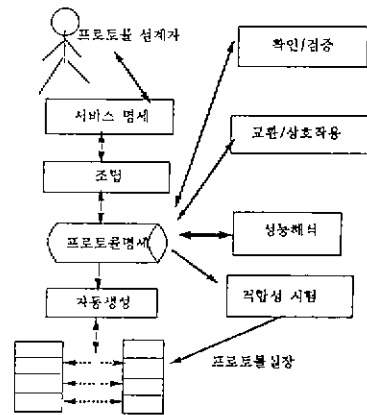 프로토콜 설계자
확인/검증
서비스 명세
교환/상호작용
조법
프로토콜명세
성능해석
자동생성
적합성 시험
프로토콜실장